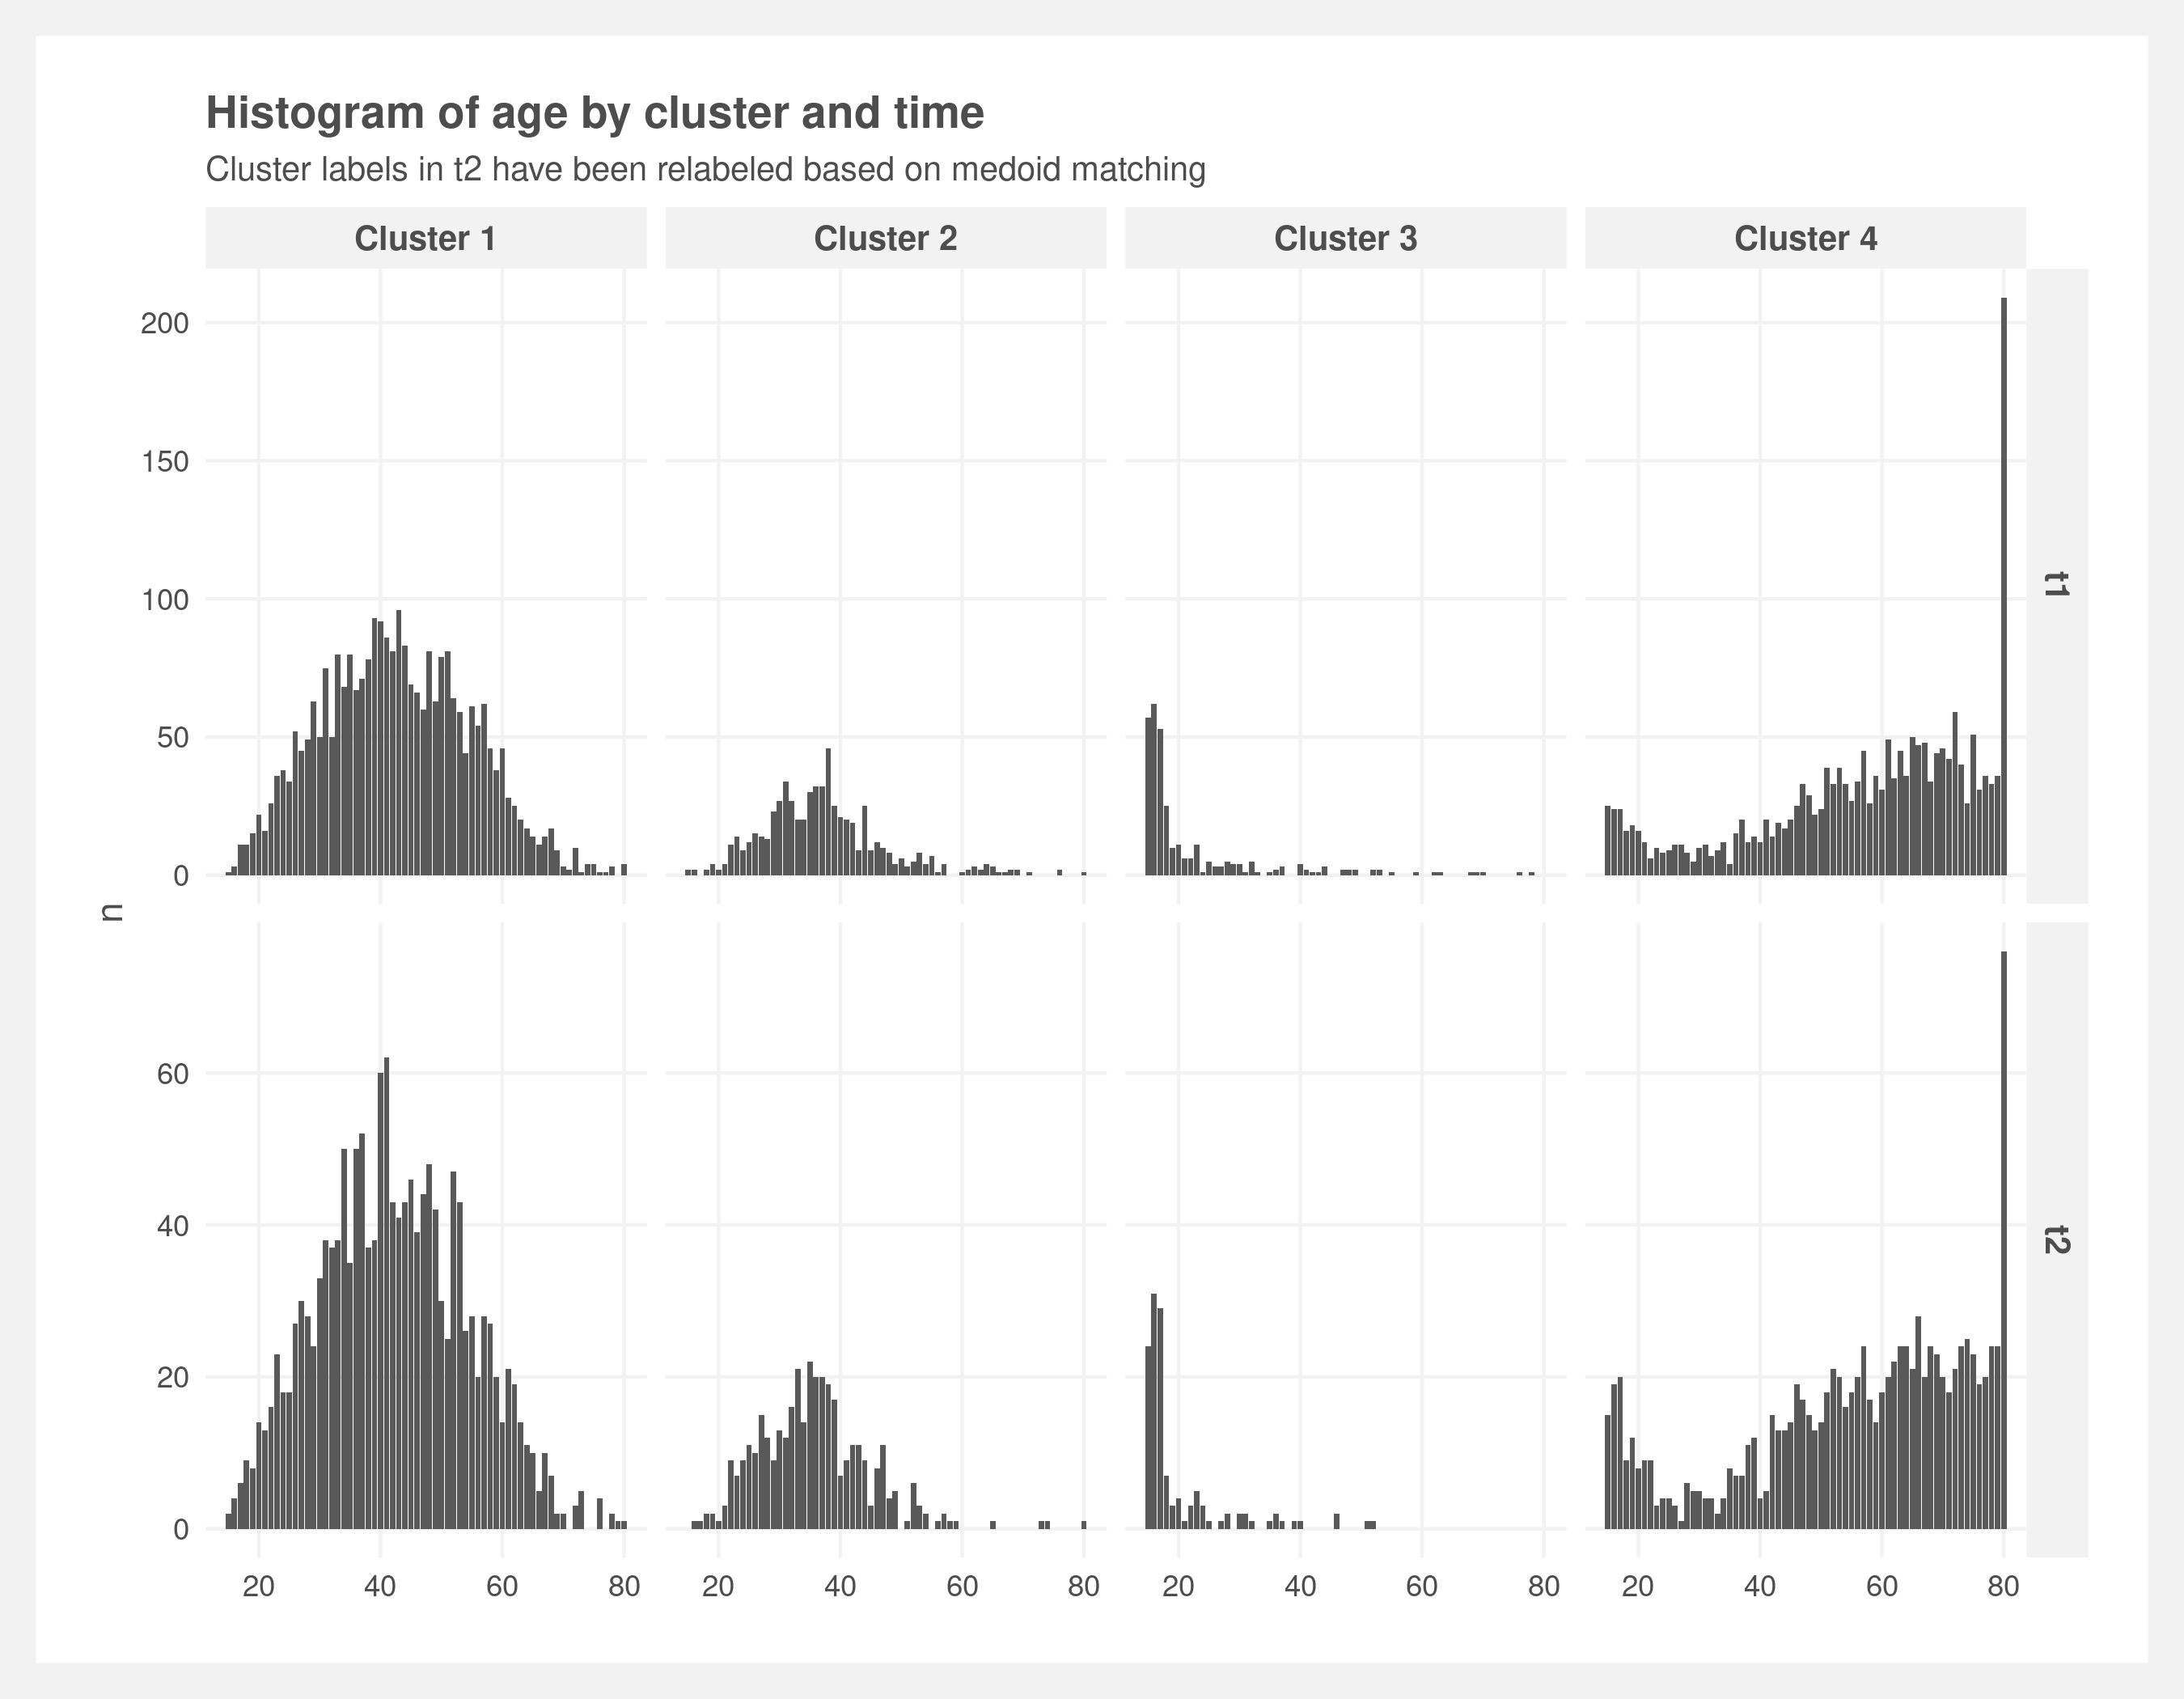 Histogram of age by cluster and time
Cluster labels in t2 have been relabeled based on medoid matching
Cluster 1 Cluster 2 Cluster 3 Cluster 4
200
150
100
50
0
t1
n
60
40
20
0
t2
20 40 60 80 20 40 60 80 20 40 60 80 20 40 60 80